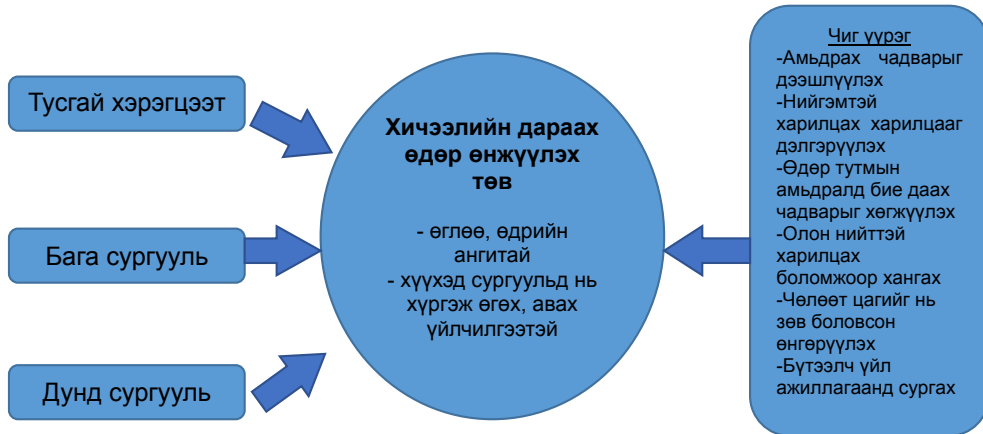 Тусгай хэрэгцээт
Бага сургууль
Дунд сургууль
Хичээлийн дараах
өдөр өнжүүлэх
төв
- өглөө, өдрийн
ангитай
- хүүхэд сургуульд нь
хүргэж өгөх, авах
үйлчилгээтэй
Чиг үүрэг
-Амьдрах чадварыг
дээшлүүлэх
-Нийгэмтэй
харилцах харилцааг
дэлгэрүүлэх
-Өдөр тутмын
амьдралд бие даах
чадварыг хөгжүүлэх
-Олон нийттэй
харилцах
боломжоор хангах
-Чөлөөт цагийг нь
зөв боловсон
өнгөрүүлэх
-Бүтээлч үйл
ажиллагаанд сургах